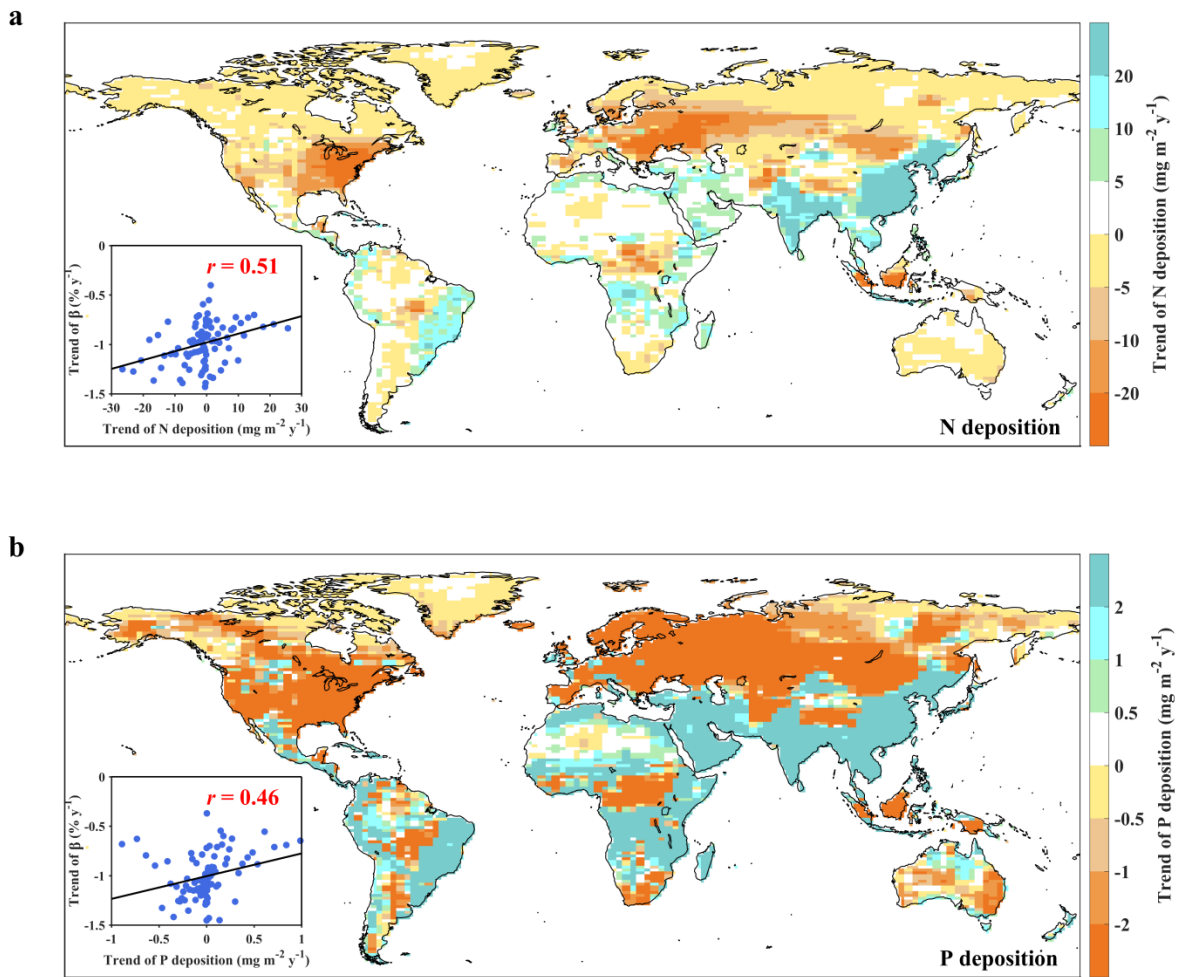 a
20
10
5
0
-5
-10
-20
Trend of N deposition (mg m⁻² y⁻¹)
N deposition
r = 0.51
0
-0.5
-1
-1.5
Trend of β (% y⁻¹)
-30 -20 -10 0 10 20 30
Trend of N deposition (mg m⁻² y⁻¹)
b
2
1
0.5
0
-0.5
-1
-2
Trend of P deposition (mg m⁻² y⁻¹)
P deposition
r = 0.46
0
-0.5
-1
-1.5
Trend of β (% y⁻¹)
-1 -0.5 0 0.5 1
Trend of P deposition (mg m⁻² y⁻¹)